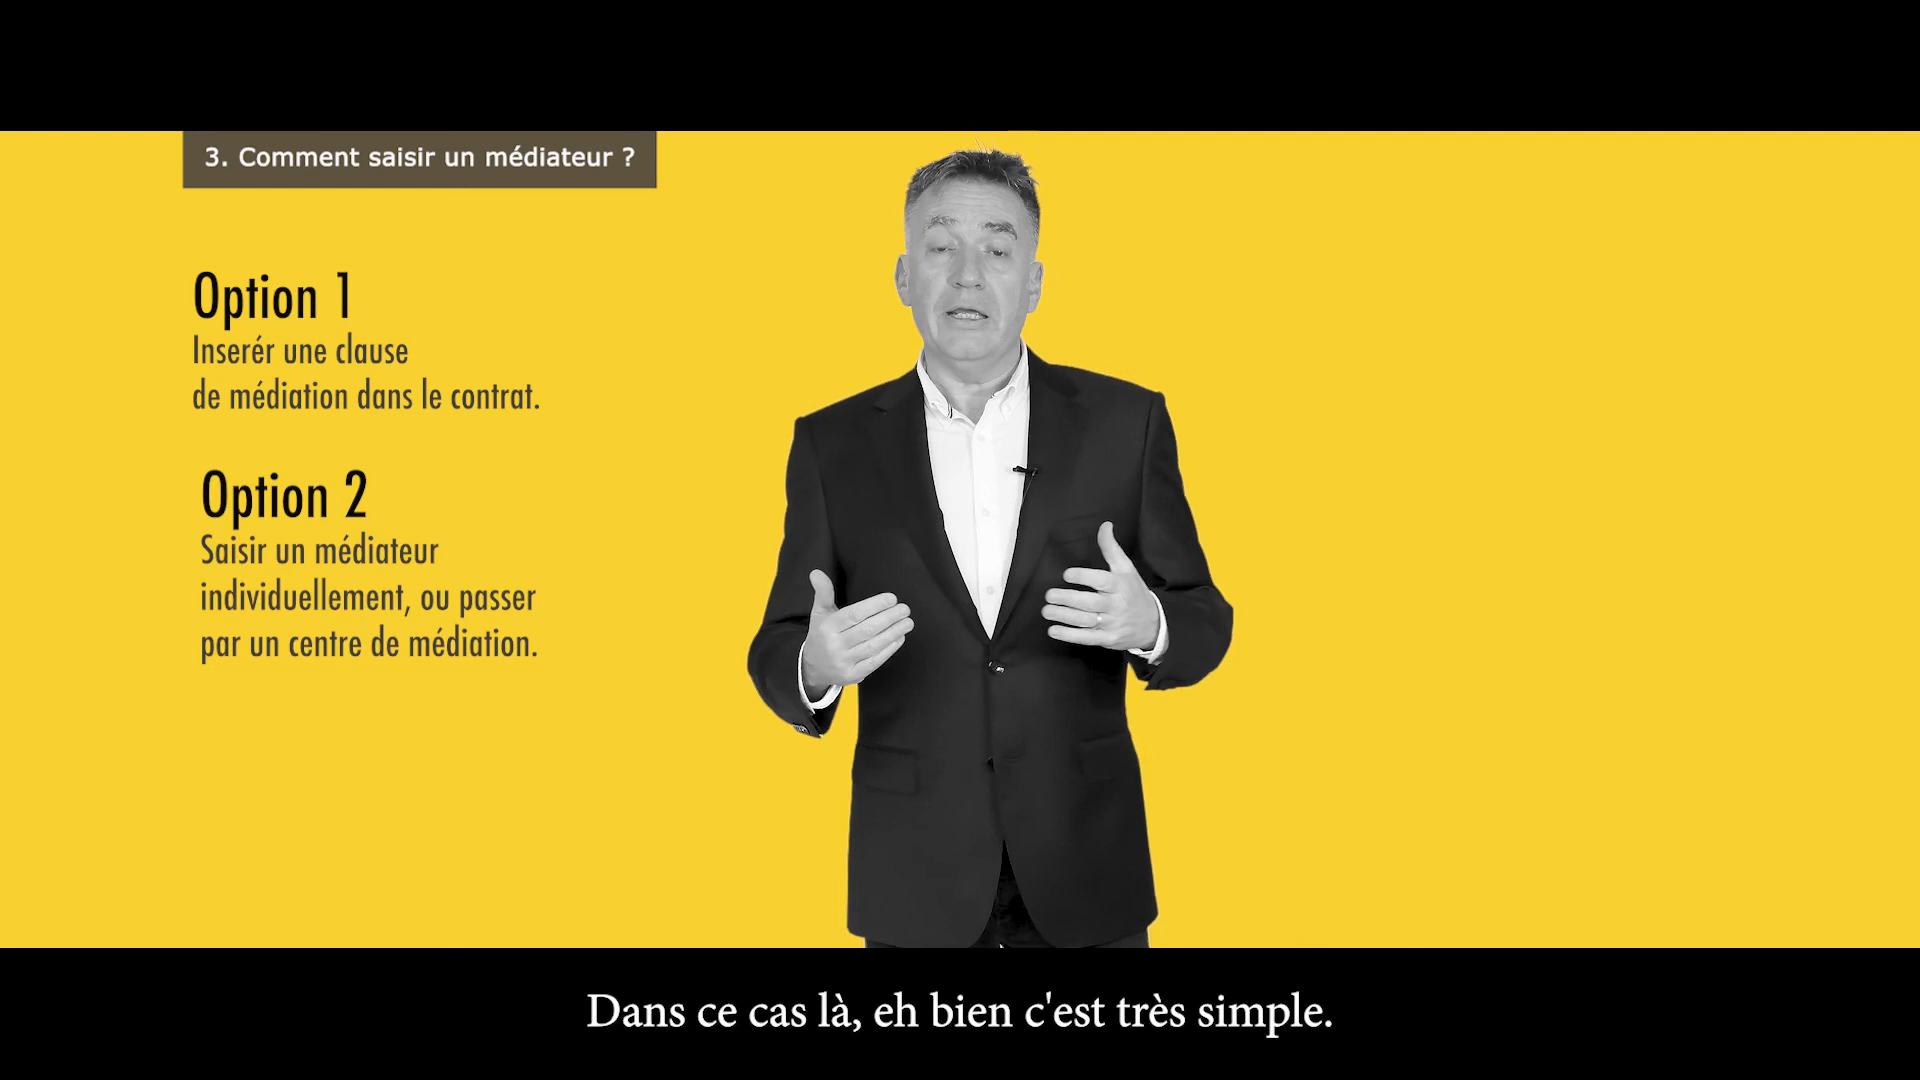 3. Comment saisir un médiateur ?
Option 1
Inserér une clause
de médiation dans le contrat.
Option 2
Saisir un médiateur
individuellement, ou passer
par un centre de médiation.
Dans ce cas là, eh bien c'est très simple.